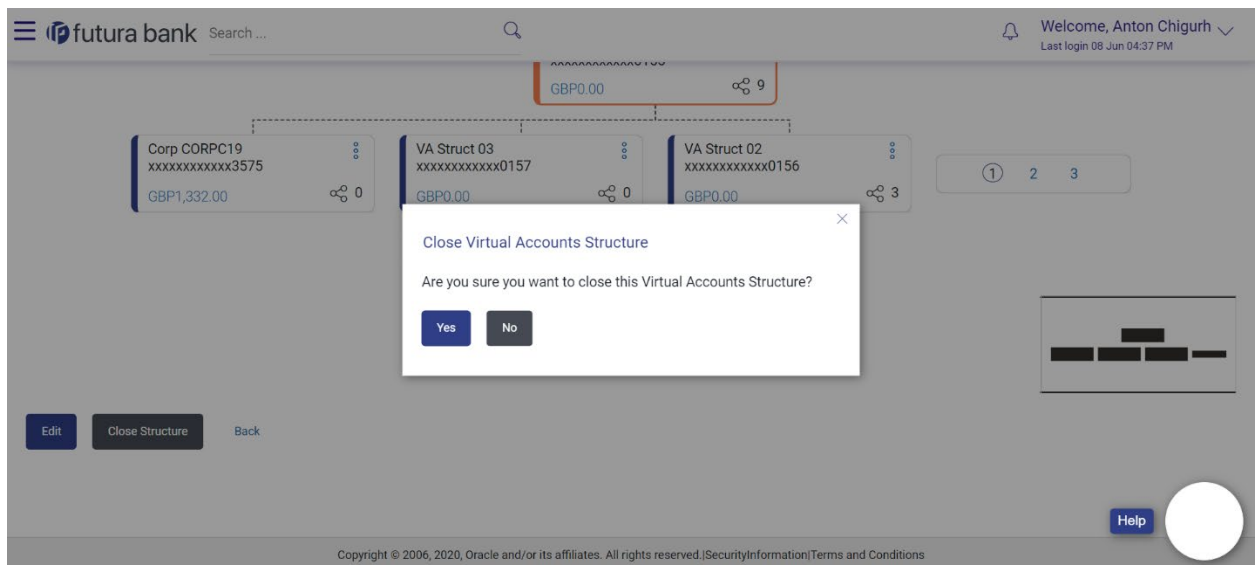 futura bank Search ...
Welcome, Anton Chigurh
Last login 08 Jun 04:37 PM
GBP0.00 9
Corp CORPC19
xxxxxxxxxxxx3575
GBP1,332.00 0
VA Struct 03
xxxxxxxxxxxx0157
GBP0.00 0
VA Struct 02
xxxxxxxxxxxx0156
GBP0.00 3
1 2 3
Close Virtual Accounts Structure
Are you sure you want to close this Virtual Accounts Structure?
Yes No
Edit Close Structure Back
Help
Copyright © 2006, 2020, Oracle and/or its affiliates. All rights reserved.|SecurityInformation|Terms and Conditions